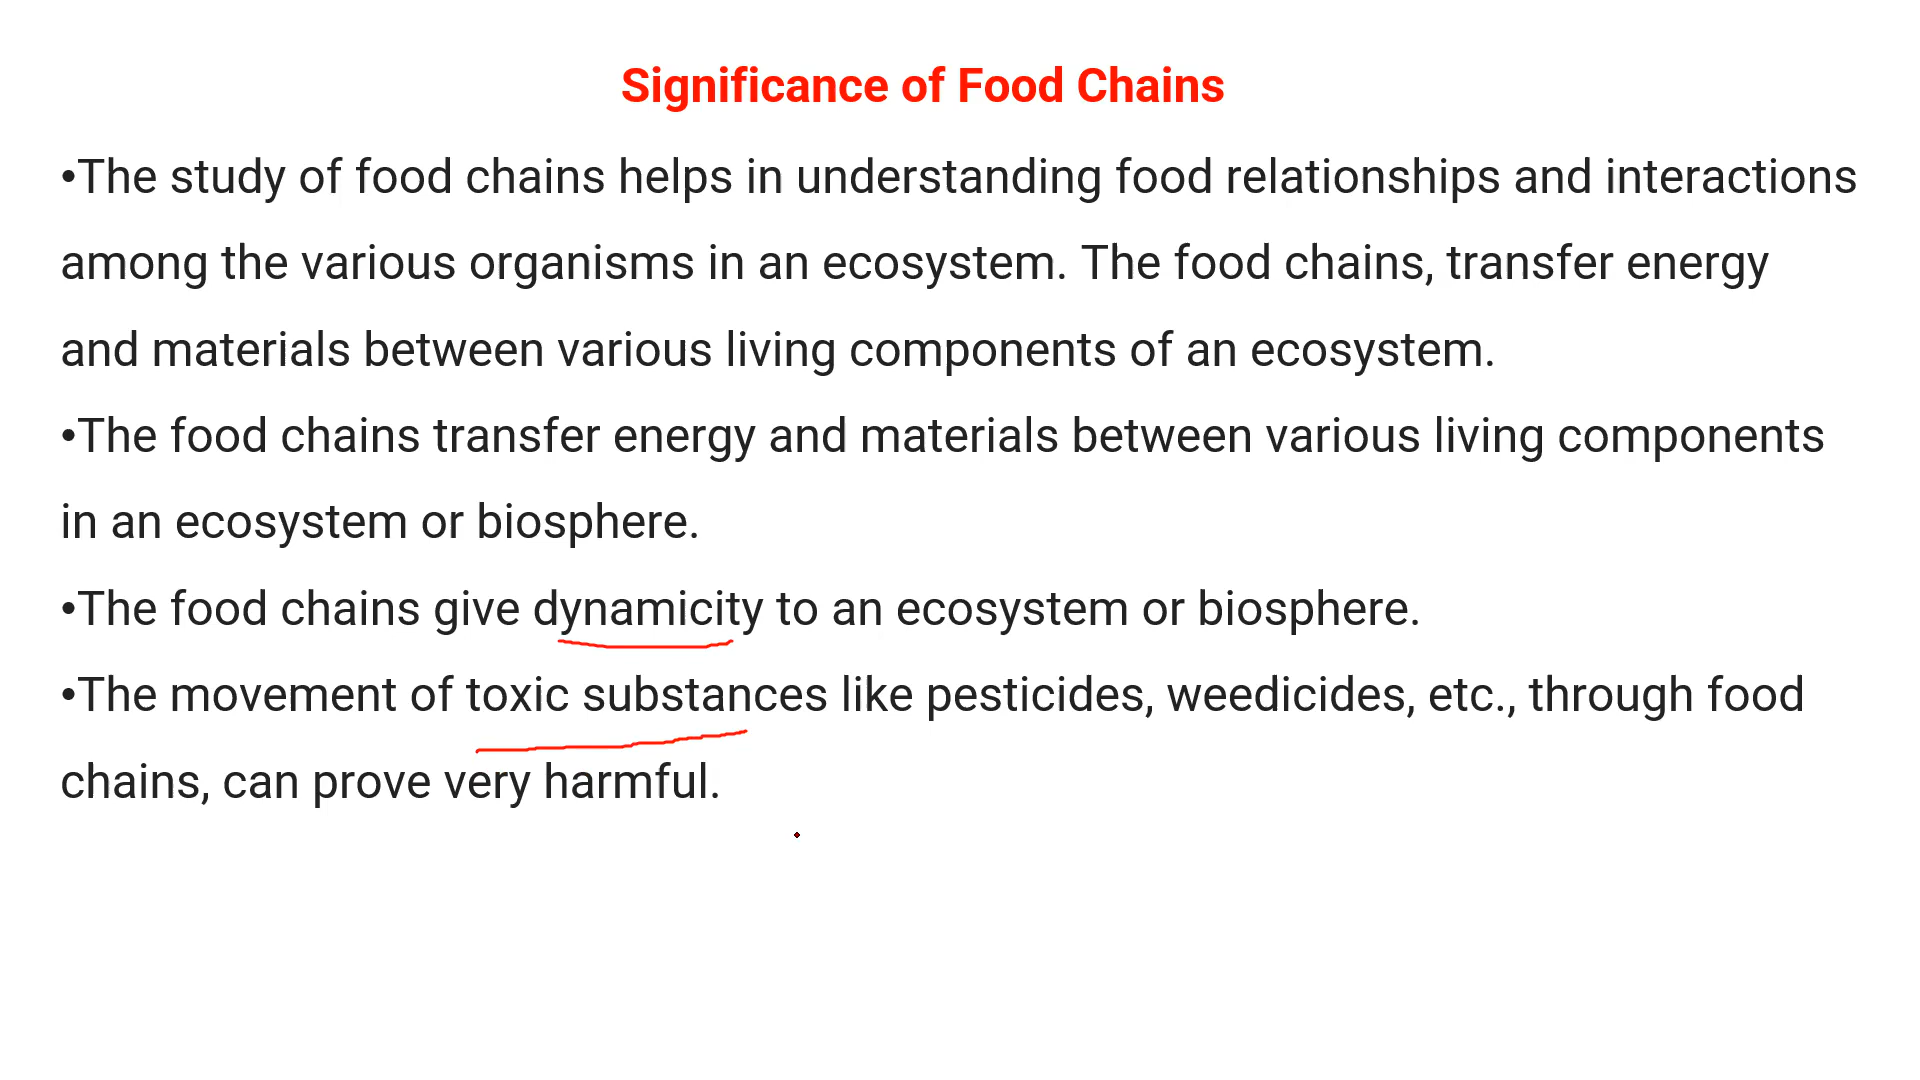 Significance of Food Chains
•The study of food chains helps in understanding food relationships and interactions
among the various organisms in an ecosystem. The food chains, transfer energy
and materials between various living components of an ecosystem.
•The food chains transfer energy and materials between various living components
in an ecosystem or biosphere.
•The food chains give dynamicity to an ecosystem or biosphere.
•The movement of toxic substances like pesticides, weedicides, etc., through food
chains, can prove very harmful.